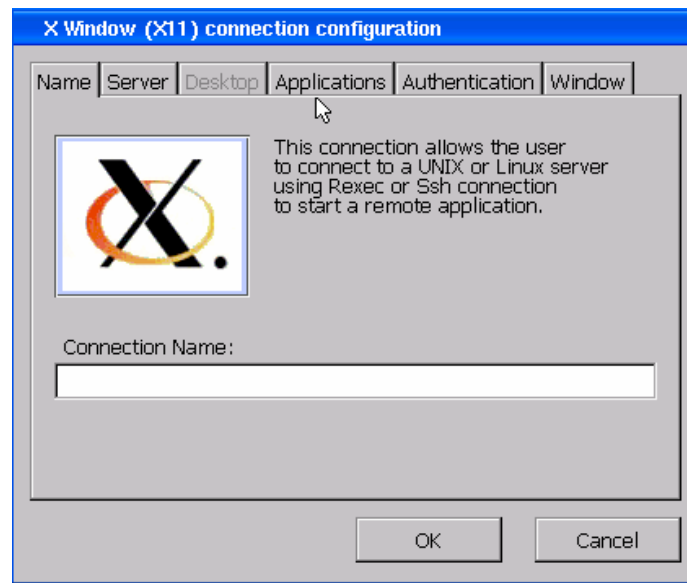 X Window (X11) connection configuration
Name Server Desktop Applications Authentication Window
This connection allows the user
to connect to a UNIX or Linux server
using Rexec or Ssh connection
to start a remote application.
X.
Connection Name:
OK Cancel